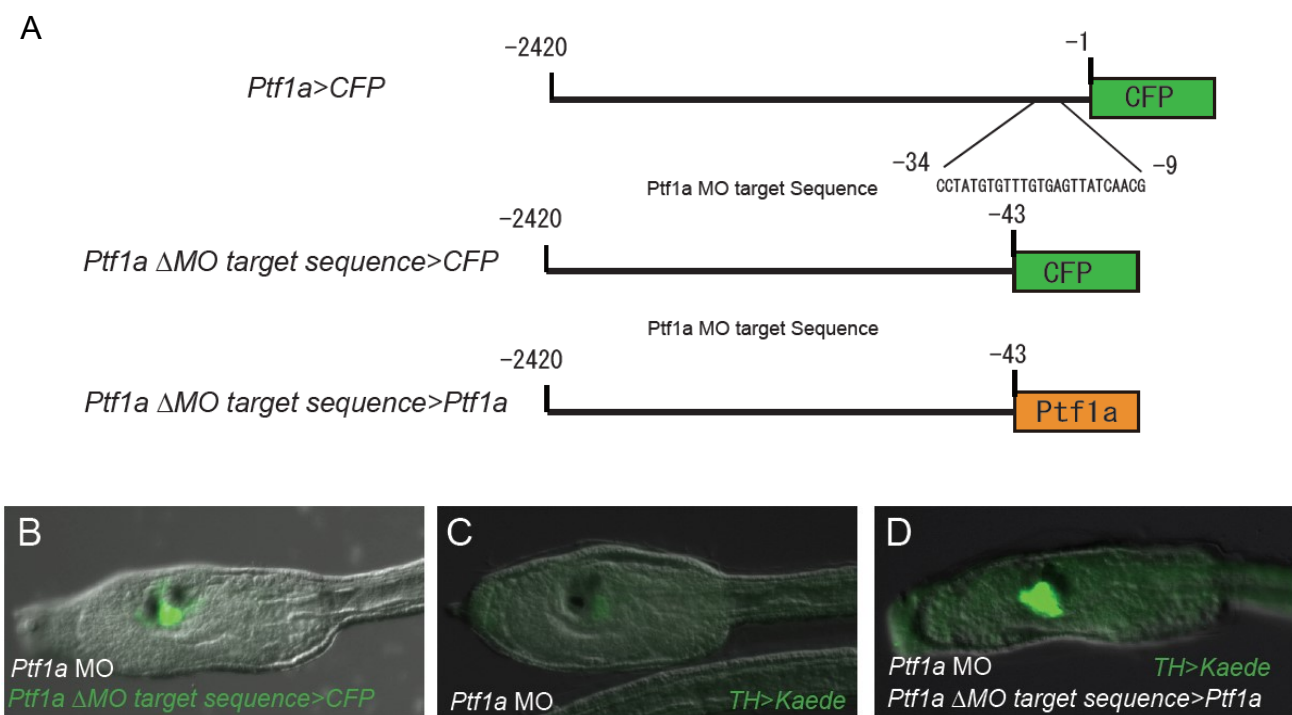 A
-2420
-1
Ptf1a>CFP
CFP
-34
-9
Ptf1a MO target Sequence
CCTATGTGTTTGTGAGTTATCAACG
-2420
-43
Ptf1a ΔMO target sequence>CFP
CFP
Ptf1a MO target Sequence
-2420
-43
Ptf1a ΔMO target sequence>Ptf1a
Ptf1a
B
Ptf1a MO
Ptf1a ΔMO target sequence>CFP
C
Ptf1a MO
TH>Kaede
D
Ptf1a MO
TH>Kaede
Ptf1a ΔMO target sequence>Ptf1a